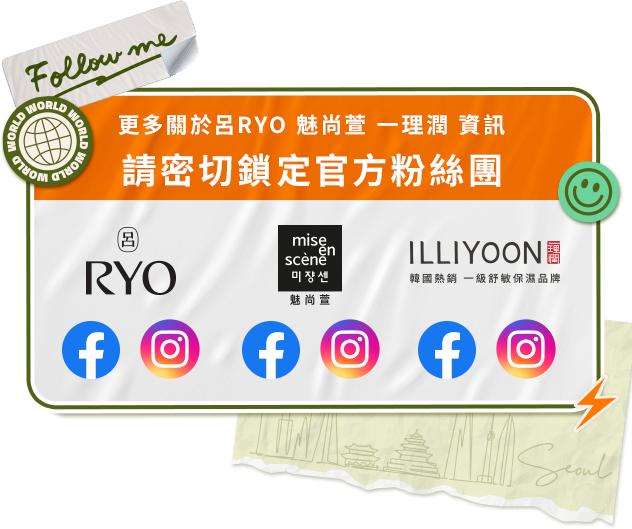 Follow me
WORLD WORLD WORLD WORLD WORLD
更多關於呂RYO 魅尚萱 一理潤 資訊
請密切鎖定官方粉絲團
呂
RYO
mise
en
scène
미쟝센
魅尚萱
ILLIYOON 一理潤
韓國熱銷 一級舒敏保濕品牌
Seoul